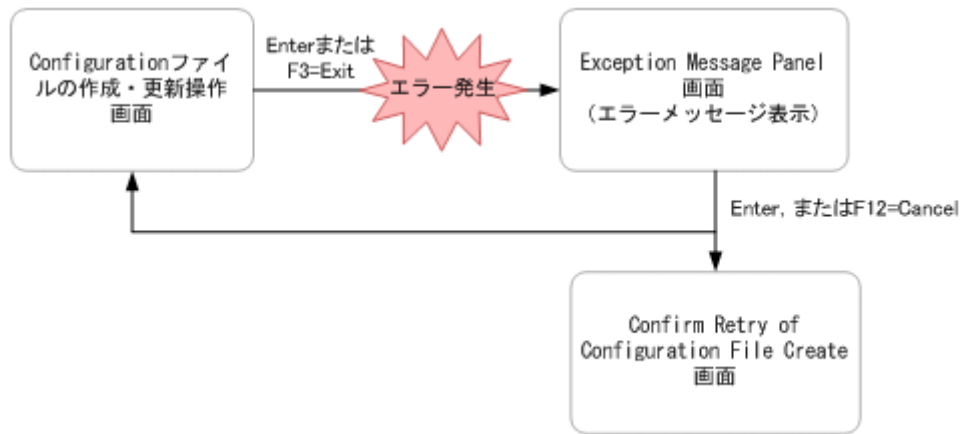 Configurationファイ
ルの作成・更新操作
画面
Enterまたは
F3=Exit
エラー発生
Exception Message Panel
画面
（エラーメッセージ表示）
Enter, またはF12=Cancel
Confirm Retry of
Configuration File Create
画面